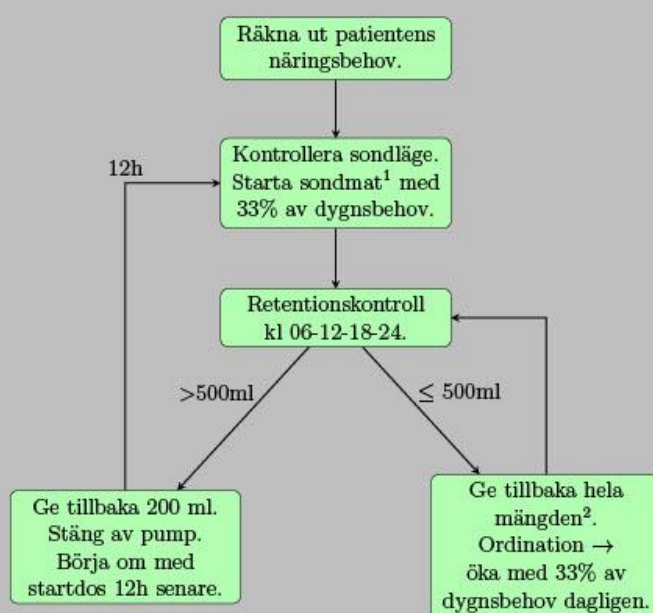 Räkna ut patientens
näringsbehov.
12h
Kontrollera sondläge.
Starta sondmat¹ med
33% av dygnsbehov.
Retentionskontroll
kl 06-12-18-24.
>500ml
≤ 500ml
Ge tillbaka 200 ml.
Stäng av pump.
Börja om med
startdos 12h senare.
Ge tillbaka hela
mängden².
Ordination →
öka med 33% av
dygnsbehov dagligen.